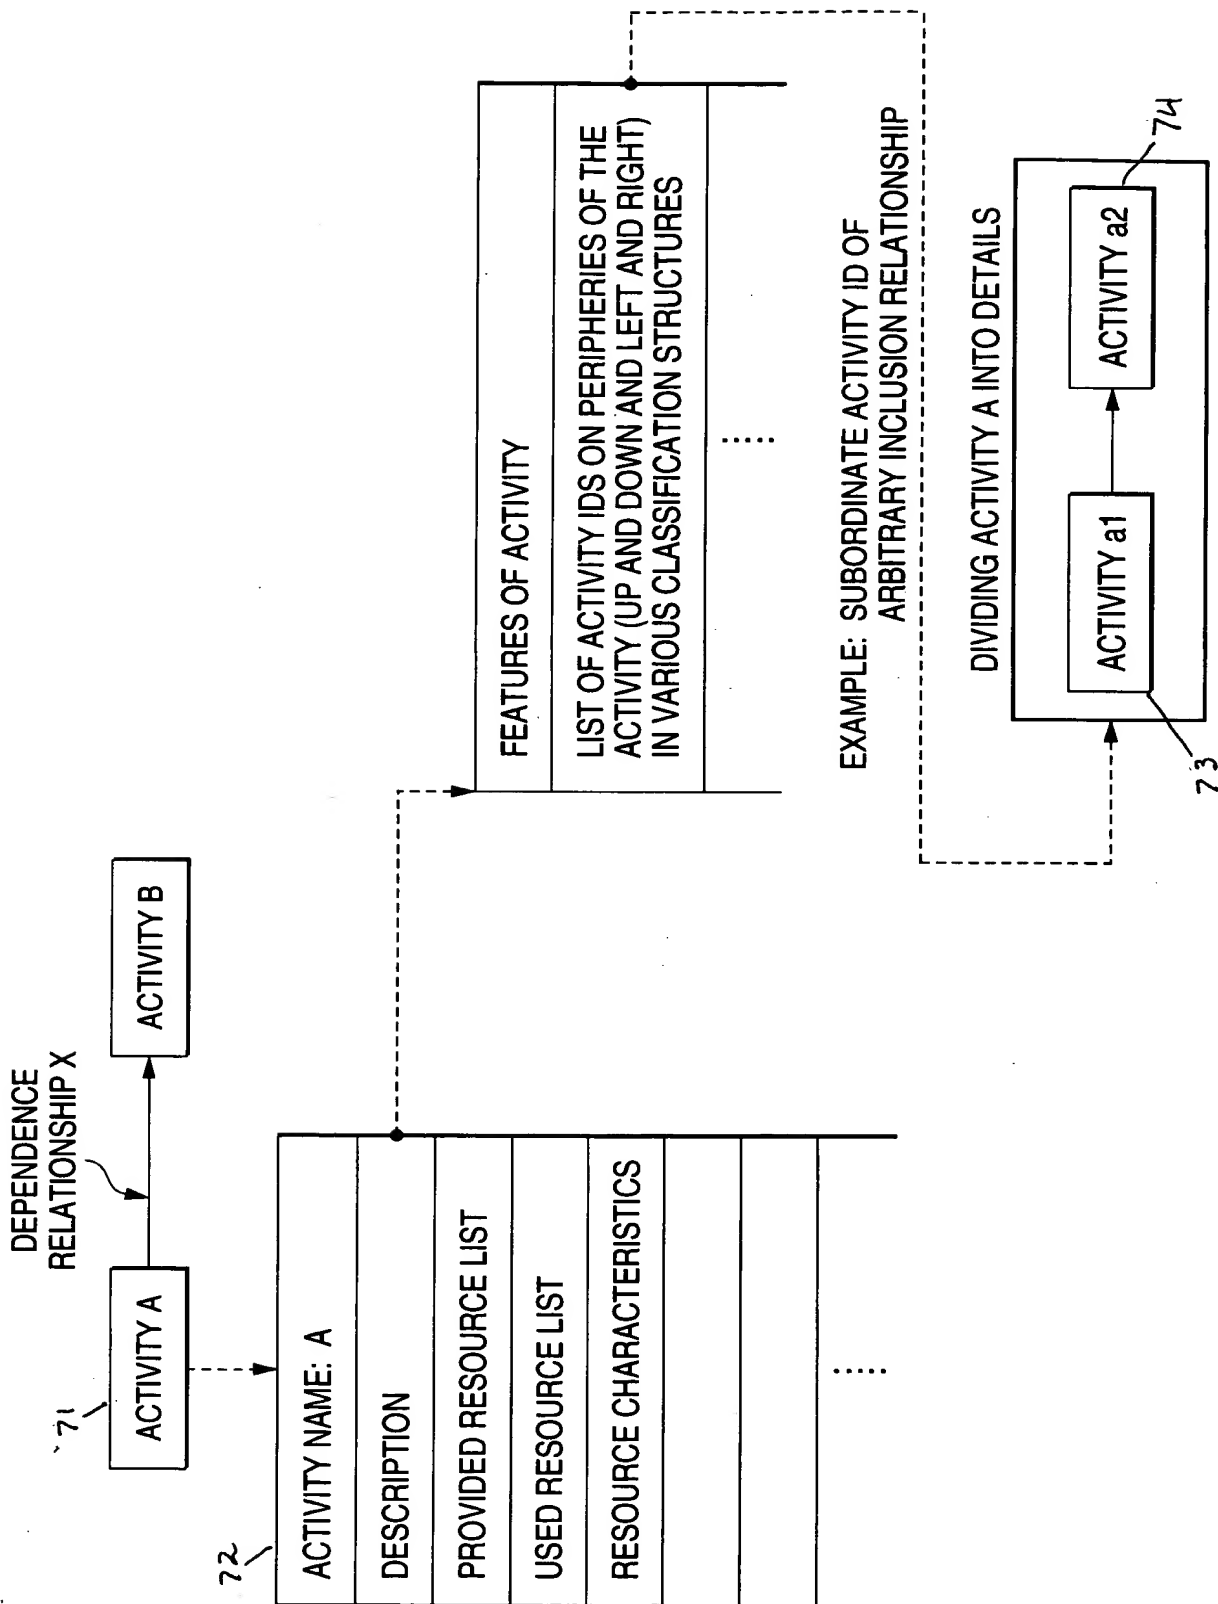 DEPENDENCE
RELATIONSHIP X
71
ACTIVITY A
ACTIVITY B
72
ACTIVITY NAME: A
DESCRIPTION
PROVIDED RESOURCE LIST
USED RESOURCE LIST
RESOURCE CHARACTERISTICS
.....
FEATURES OF ACTIVITY
LIST OF ACTIVITY IDS ON PERIPHERIES OF THE
ACTIVITY (UP AND DOWN AND LEFT AND RIGHT)
IN VARIOUS CLASSIFICATION STRUCTURES
.....
EXAMPLE: SUBORDINATE ACTIVITY ID OF
ARBITRARY INCLUSION RELATIONSHIP
DIVIDING ACTIVITY A INTO DETAILS
ACTIVITY a1
ACTIVITY a2
73
74